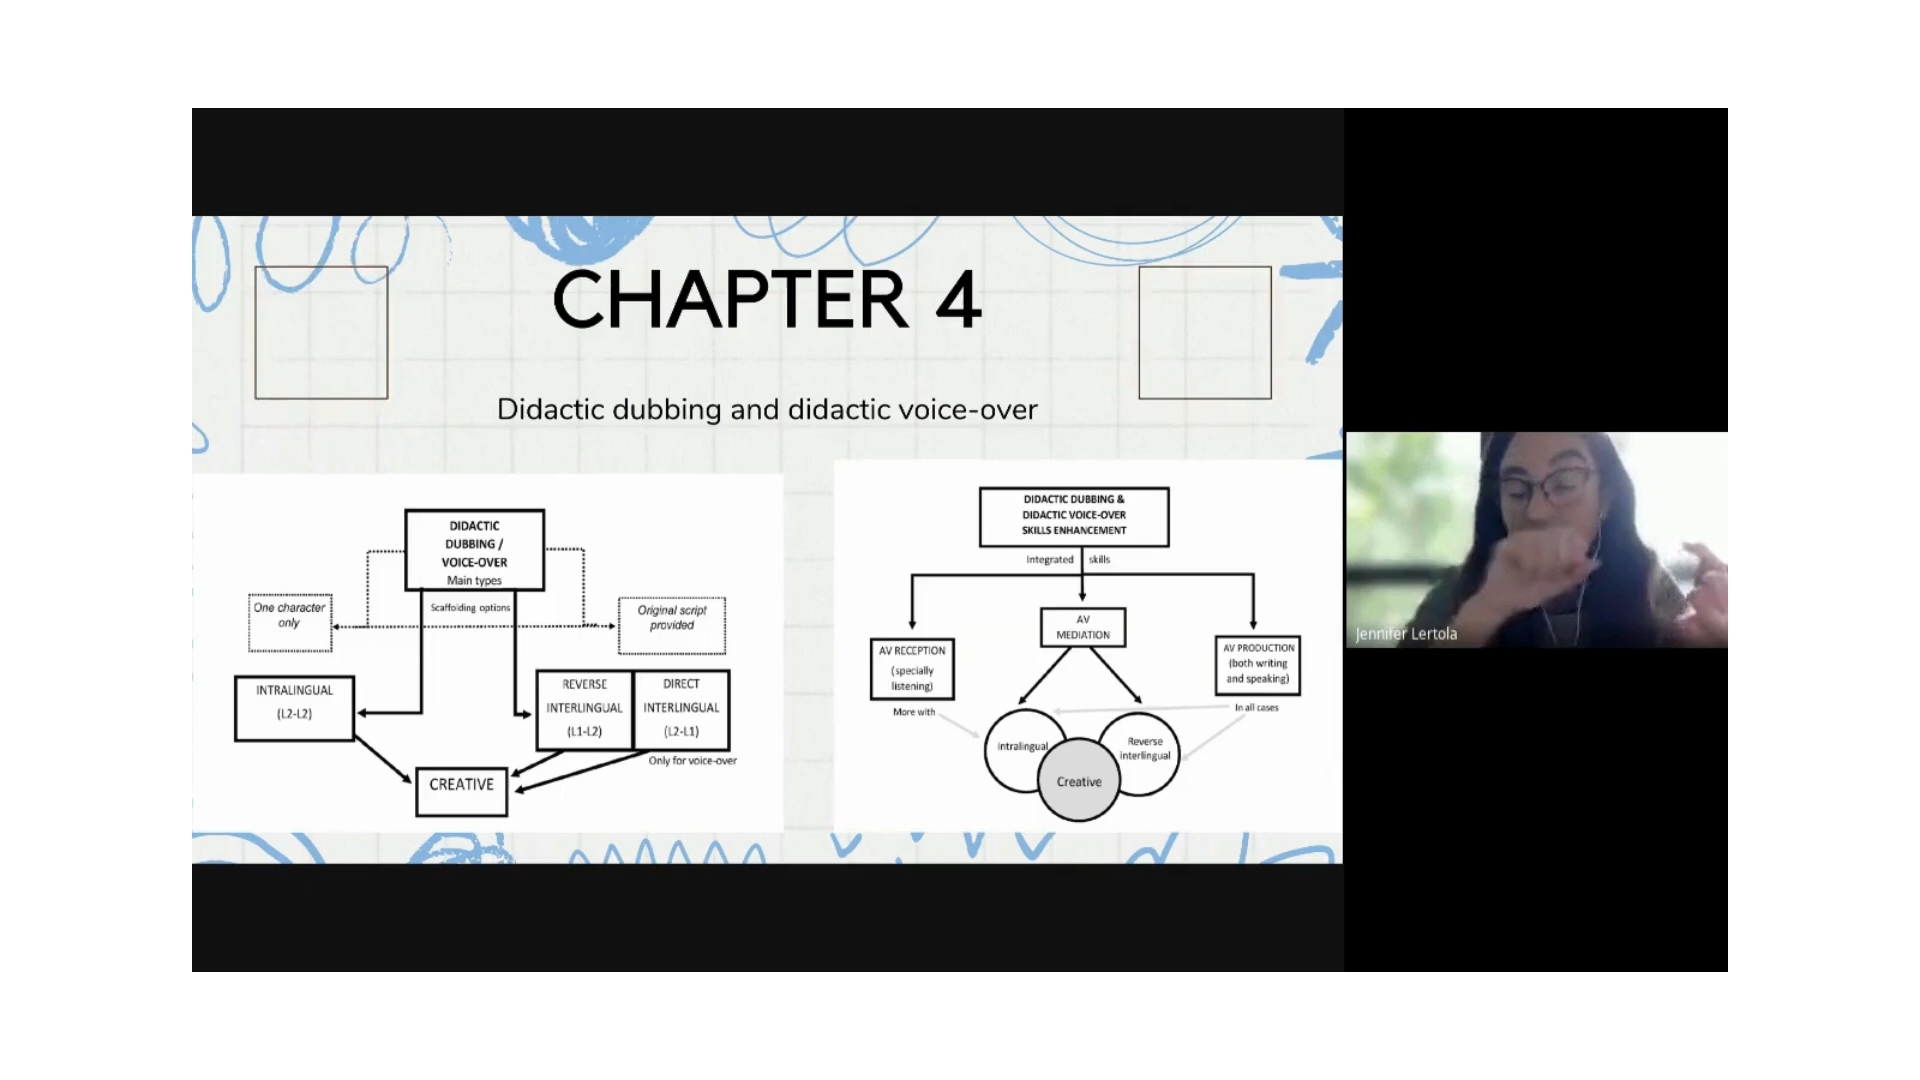 CHAPTER 4
Didactic dubbing and didactic voice-over
DIDACTIC
DUBBING /
VOICE-OVER
Main types
Scaffolding options
One character
only
Original script
provided
INTRALINGUAL
(L2-L2)
REVERSE
INTERLINGUAL
(L1-L2)
DIRECT
INTERLINGUAL
(L2-L1)
Only for voice-over
CREATIVE
DIDACTIC DUBBING &
DIDACTIC VOICE-OVER
SKILLS ENHANCEMENT
Integrated skills
AV
MEDIATION
AV RECEPTION
(specially
listening)
AV PRODUCTION
(both writing
and speaking)
More with
In all cases
Intralingual
Reverse
interlingual
Creative
Jennifer Lertola